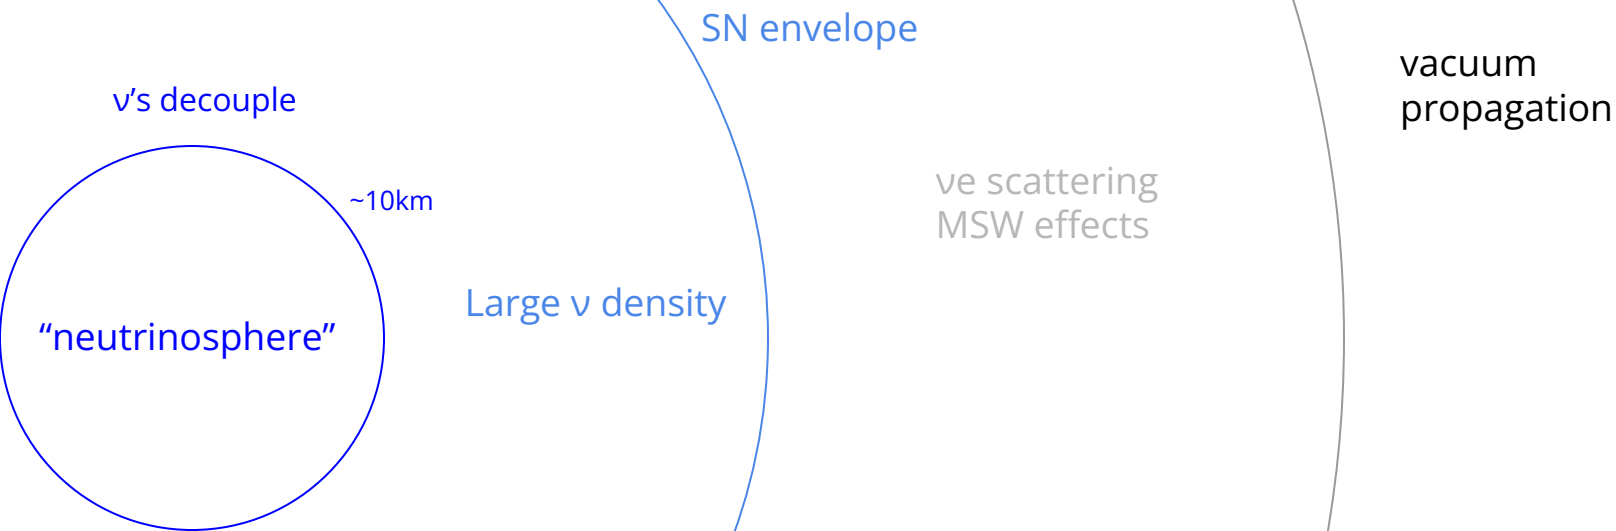 SN envelope
vacuum
propagation
ν’s decouple
νe scattering
MSW effects
~10km
Large ν density
“neutrinosphere”